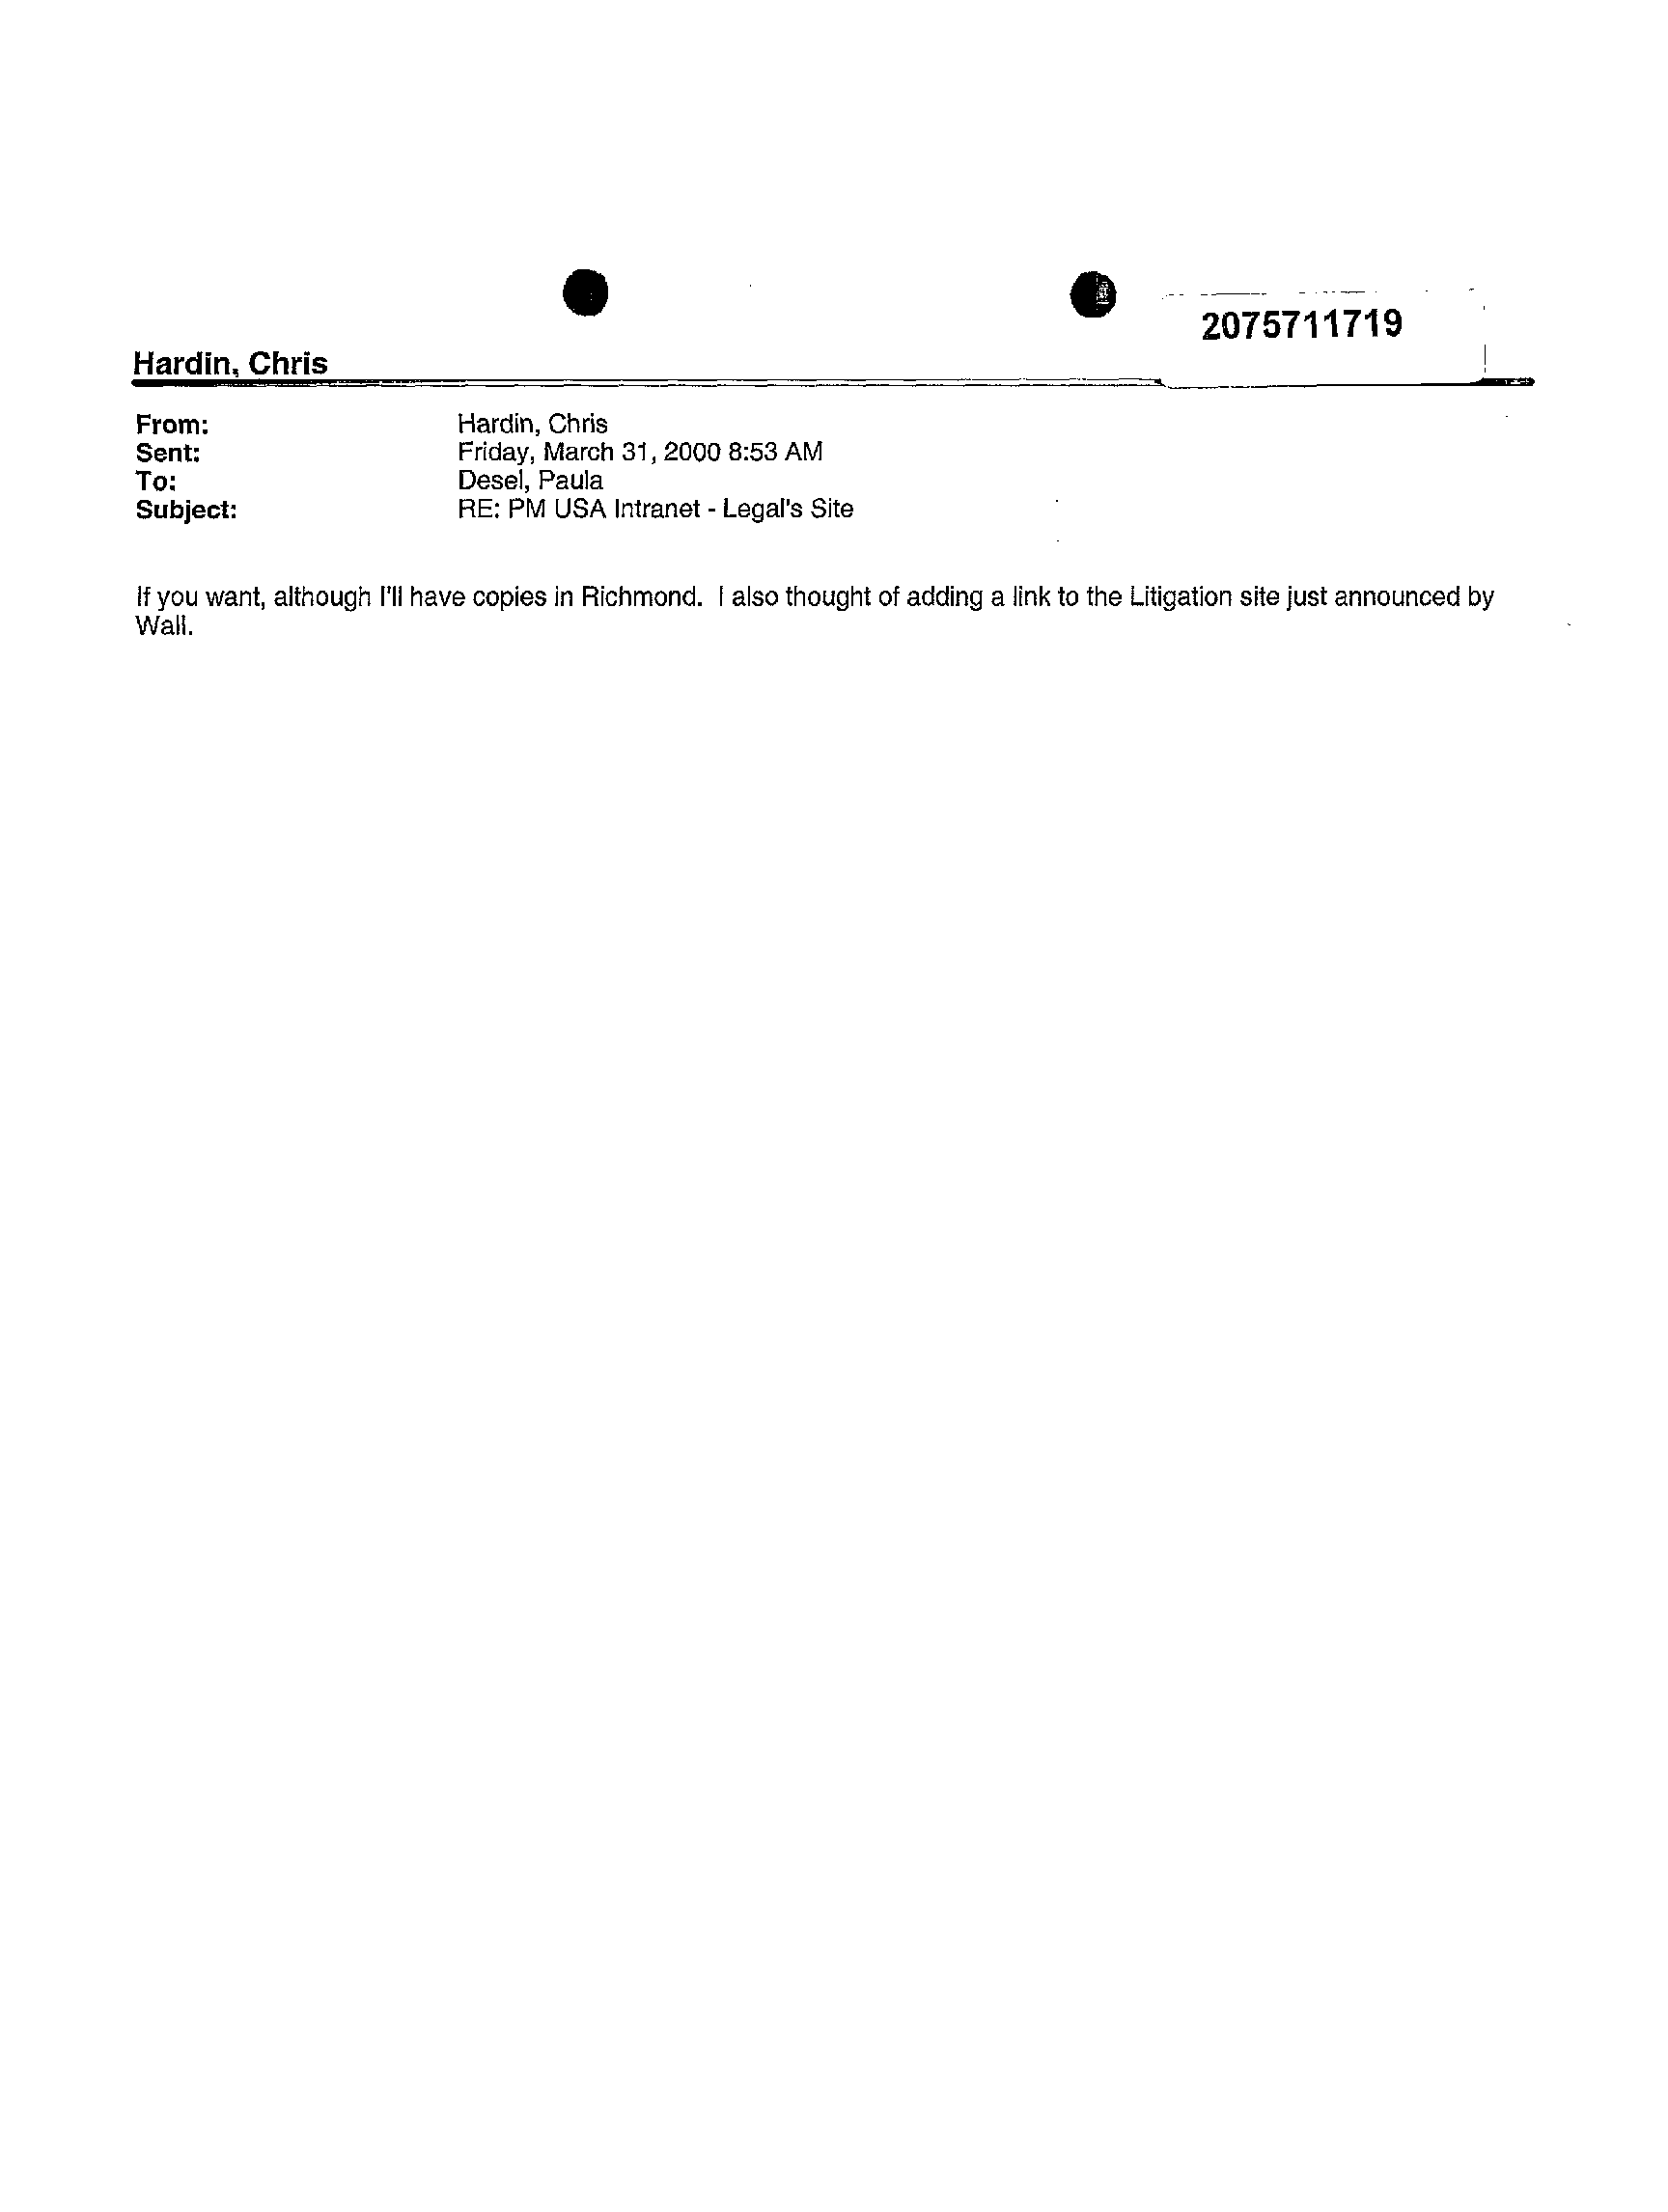 2075711719
Hardin, Chris
From: Hardin, Chris
Sent: Friday, March 31, 2000 8:53 AM
To: Desel, Paula
Subject: RE: PM USA Intranet - Legal's Site
If you want, although I'll have copies in Richmond. I also thought of adding a link to the Litigation site just announced by
Wall.